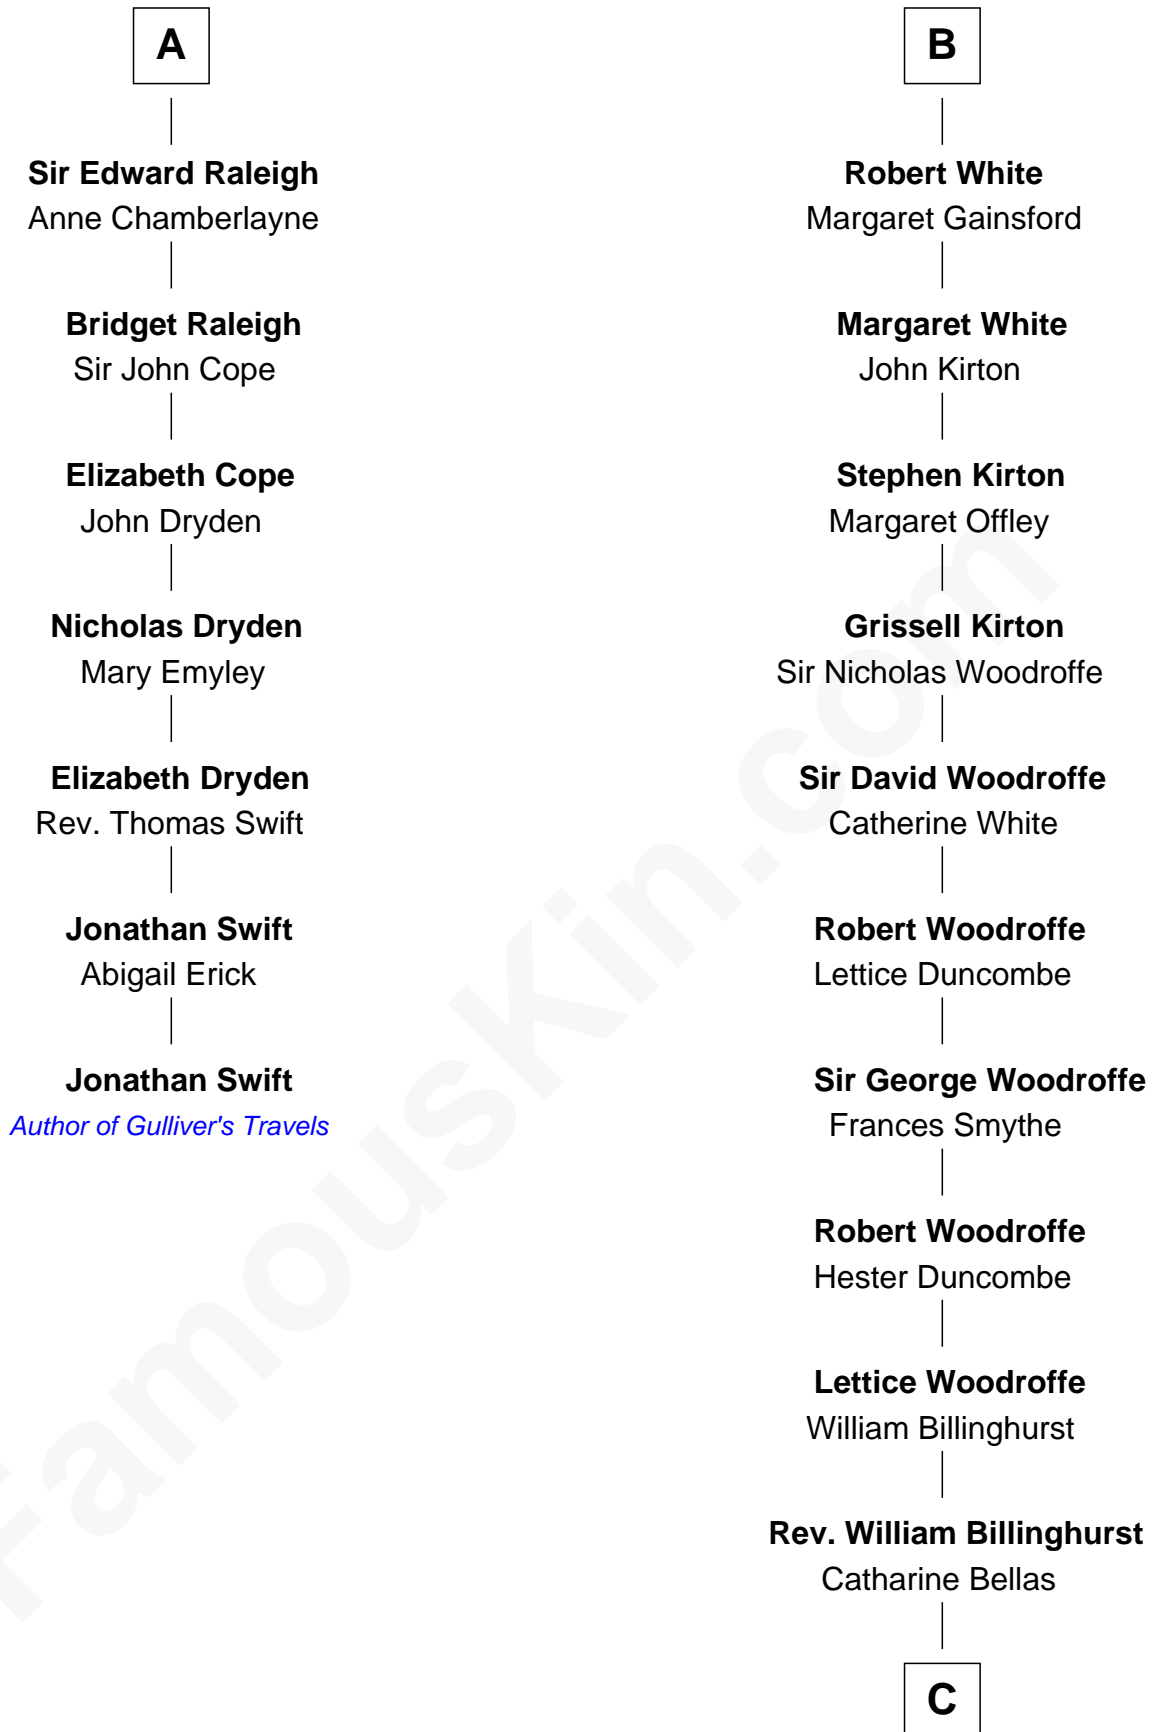 A
Sir Edward Raleigh
Anne Chamberlayne
Bridget Raleigh
Sir John Cope
Elizabeth Cope
John Dryden
Nicholas Dryden
Mary Emyley
Elizabeth Dryden
Rev. Thomas Swift
Jonathan Swift
Abigail Erick
Jonathan Swift
Author of Gulliver's Travels
B
Robert White
Margaret Gainsford
Margaret White
John Kirton
Stephen Kirton
Margaret Offley
Grissell Kirton
Sir Nicholas Woodroffe
Sir David Woodroffe
Catherine White
Robert Woodroffe
Lettice Duncombe
Sir George Woodroffe
Frances Smythe
Robert Woodroffe
Hester Duncombe
Lettice Woodroffe
William Billinghurst
Rev. William Billinghurst
Catharine Bellas
C
FamousKin.com